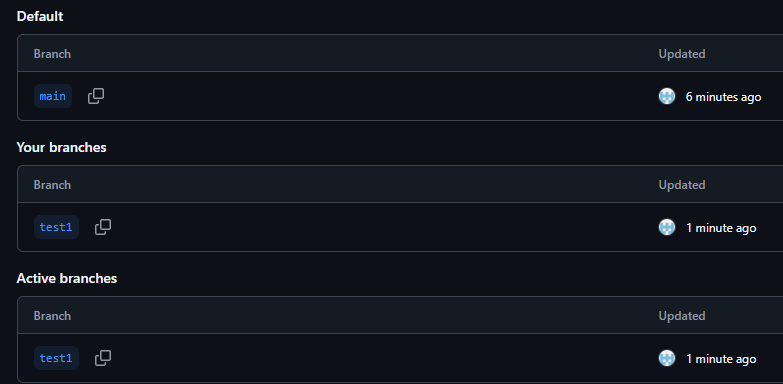 Default
Branch Updated
main 6 minutes ago
Your branches
Branch Updated
test1 1 minute ago
Active branches
Branch Updated
test1 1 minute ago